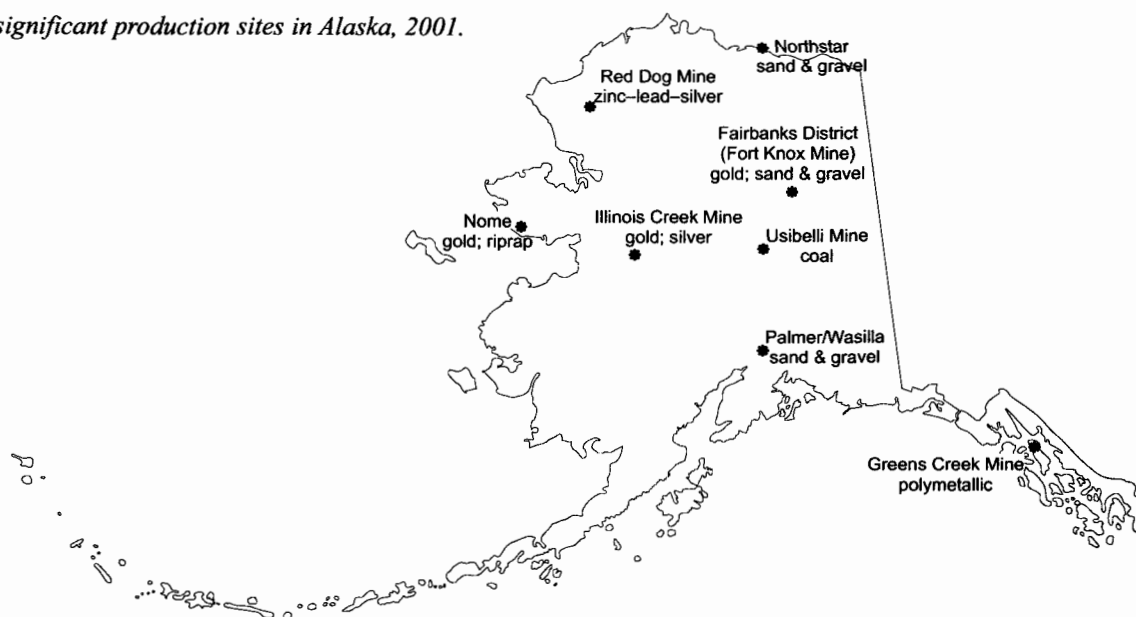 significant production sites in Alaska, 2001.
Northstar
sand & gravel
Red Dog Mine
zinc–lead–silver
Fairbanks District
(Fort Knox Mine)
gold; sand & gravel
Nome
gold; riprap
Illinois Creek Mine
gold; silver
Usibelli Mine
coal
Palmer/Wasilla
sand & gravel
Greens Creek Mine
polymetallic